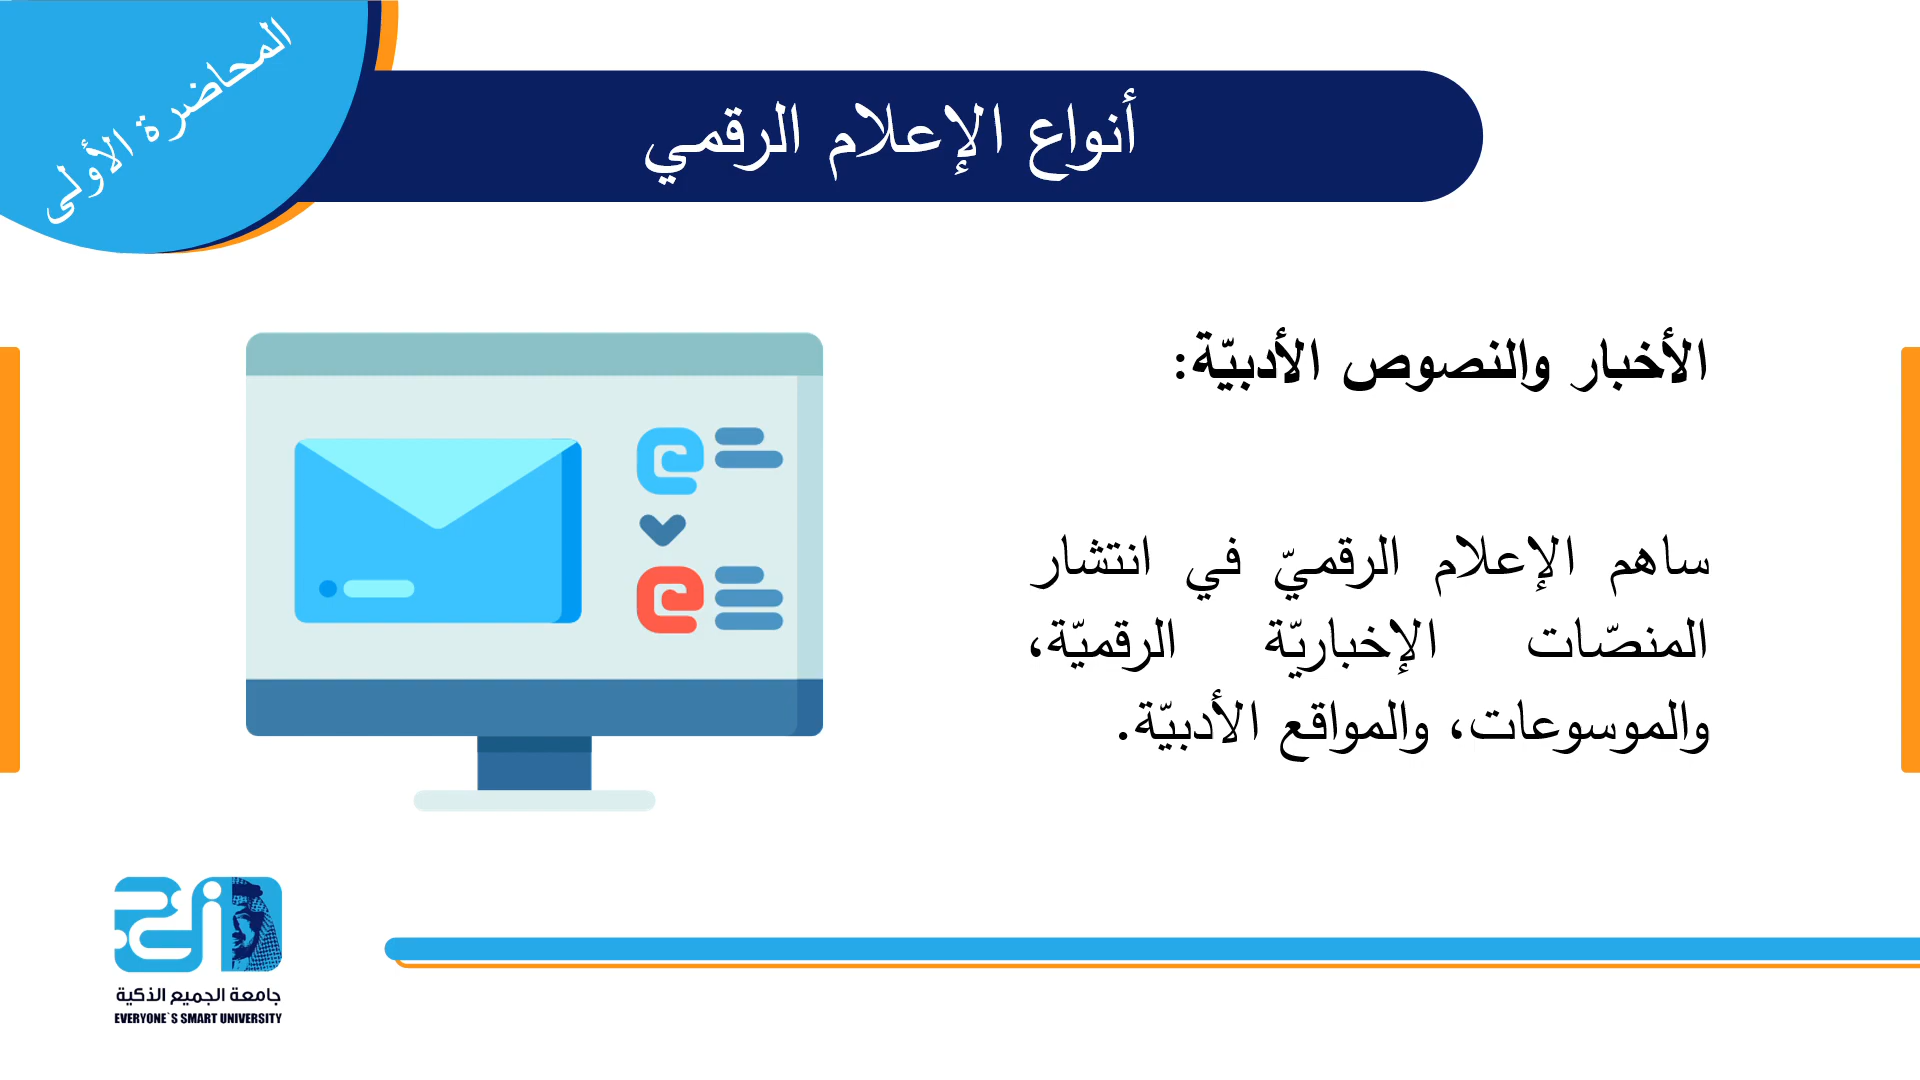 المحاضرة الأولى
أنواع الإعلام الرقمي
الأخبار والنصوص الأدبيّة:
ساهم الإعلام الرقميّ في انتشار
المنصّات الإخباريّة الرقميّة،
والموسوعات، والمواقع الأدبيّة.
جامعة الجميع الذكية
EVERYONE`S SMART UNIVERSITY